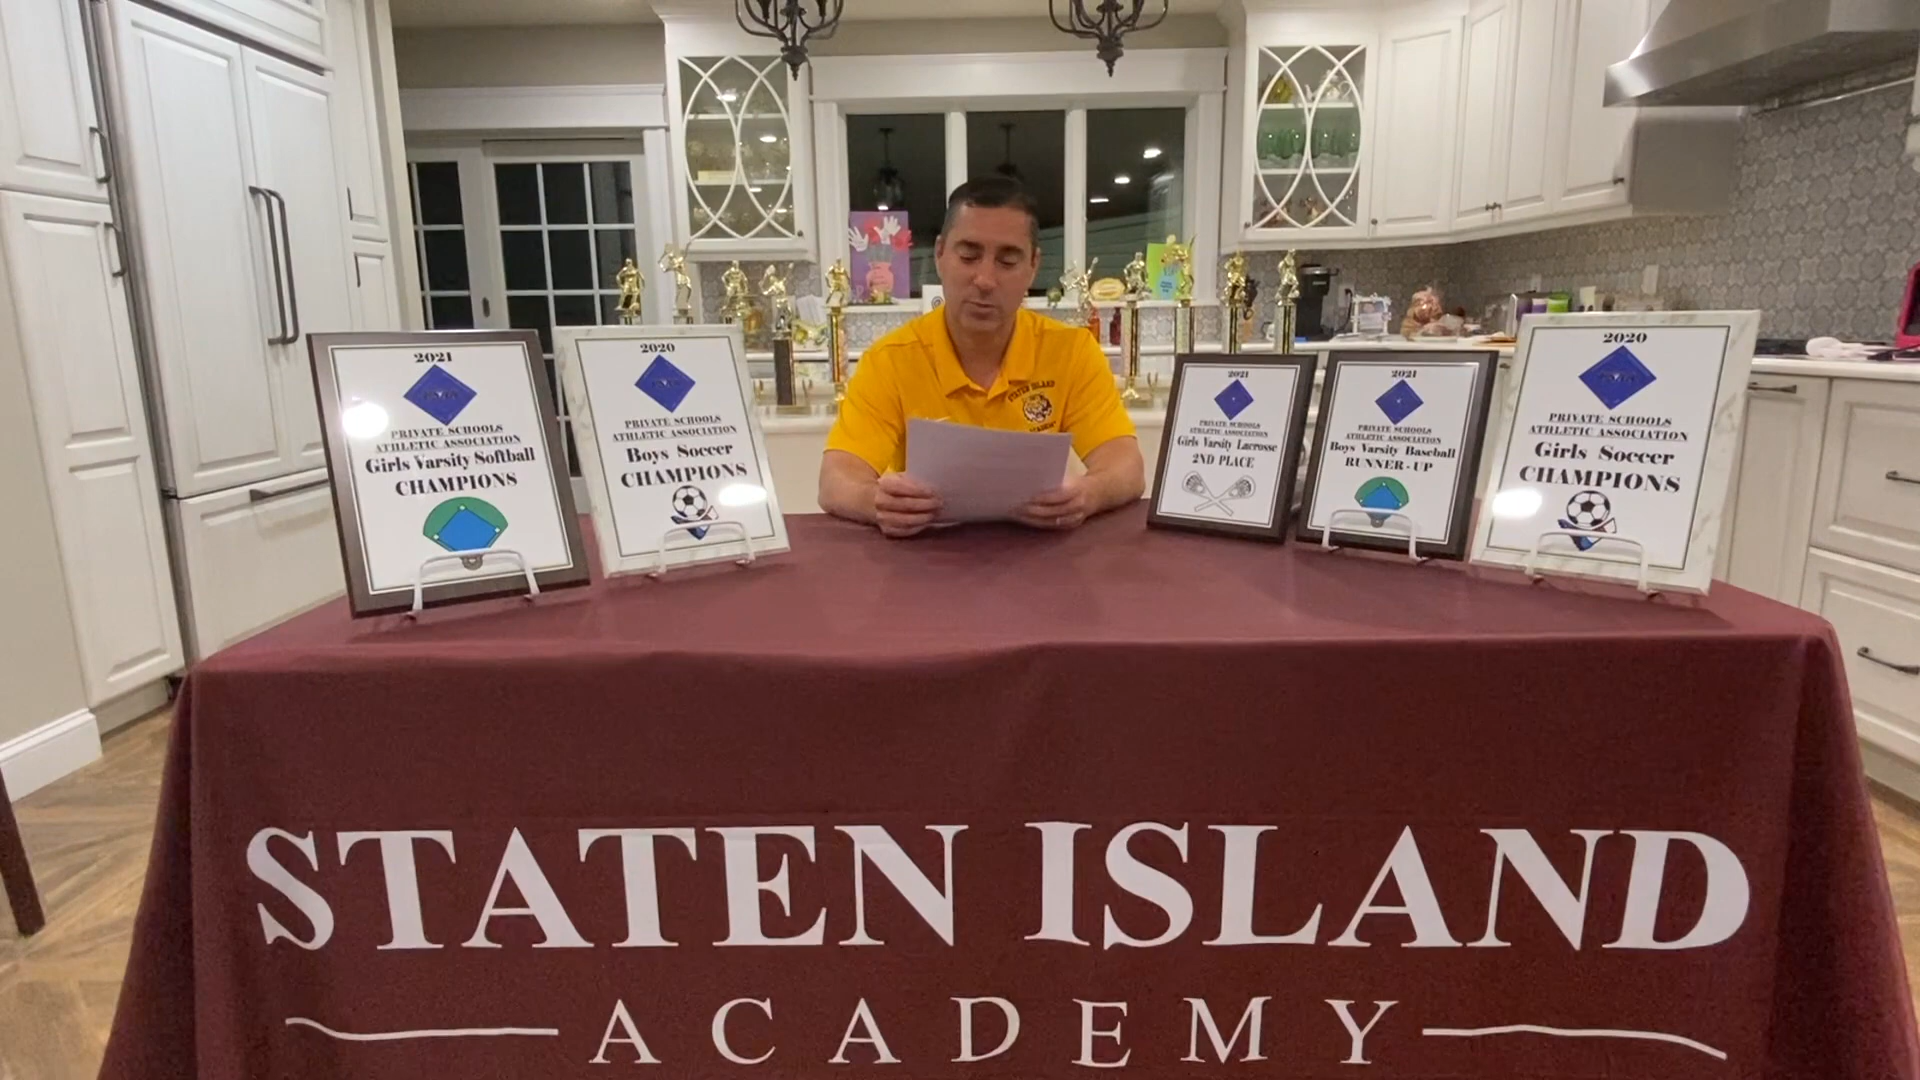 2021
PRIVATE SCHOOLS
ATHLETIC ASSOCIATION
Girls Varsity Softball
CHAMPIONS
2020
PRIVATE SCHOOLS
ATHLETIC ASSOCIATION
Boys Soccer
CHAMPIONS
STATEN ISLAND
2021
PRIVATE SCHOOLS
ATHLETIC ASSOCIATION
Girls Varsity Lacrosse
2ND PLACE
2021
PRIVATE SCHOOLS
ATHLETIC ASSOCIATION
Boys Varsity Baseball
RUNNER-UP
2020
PRIVATE SCHOOLS
ATHLETIC ASSOCIATION
Girls Soccer
CHAMPIONS
STATEN ISLAND
ACADEMY